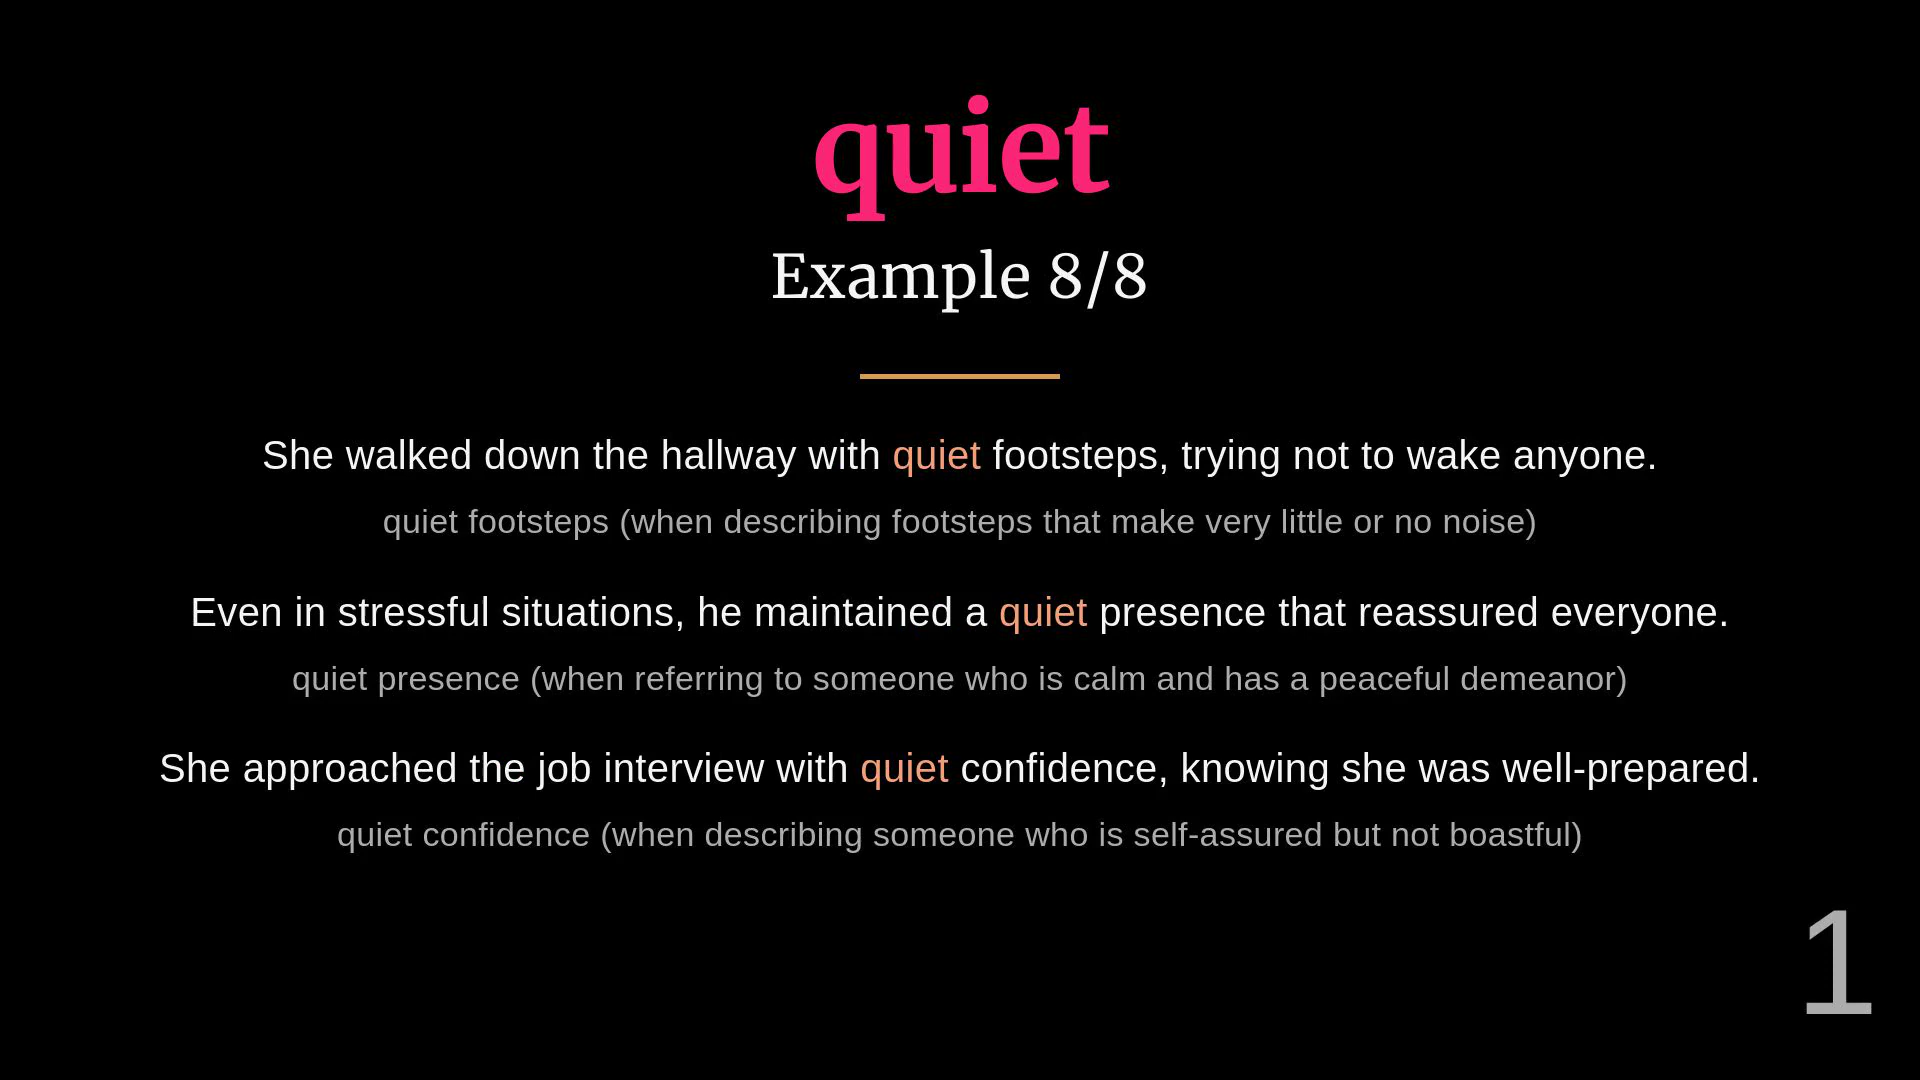 quiet
Example 8/8
She walked down the hallway with quiet footsteps, trying not to wake anyone.
quiet footsteps (when describing footsteps that make very little or no noise)
Even in stressful situations, he maintained a quiet presence that reassured everyone.
quiet presence (when referring to someone who is calm and has a peaceful demeanor)
She approached the job interview with quiet confidence, knowing she was well-prepared.
quiet confidence (when describing someone who is self-assured but not boastful)
1